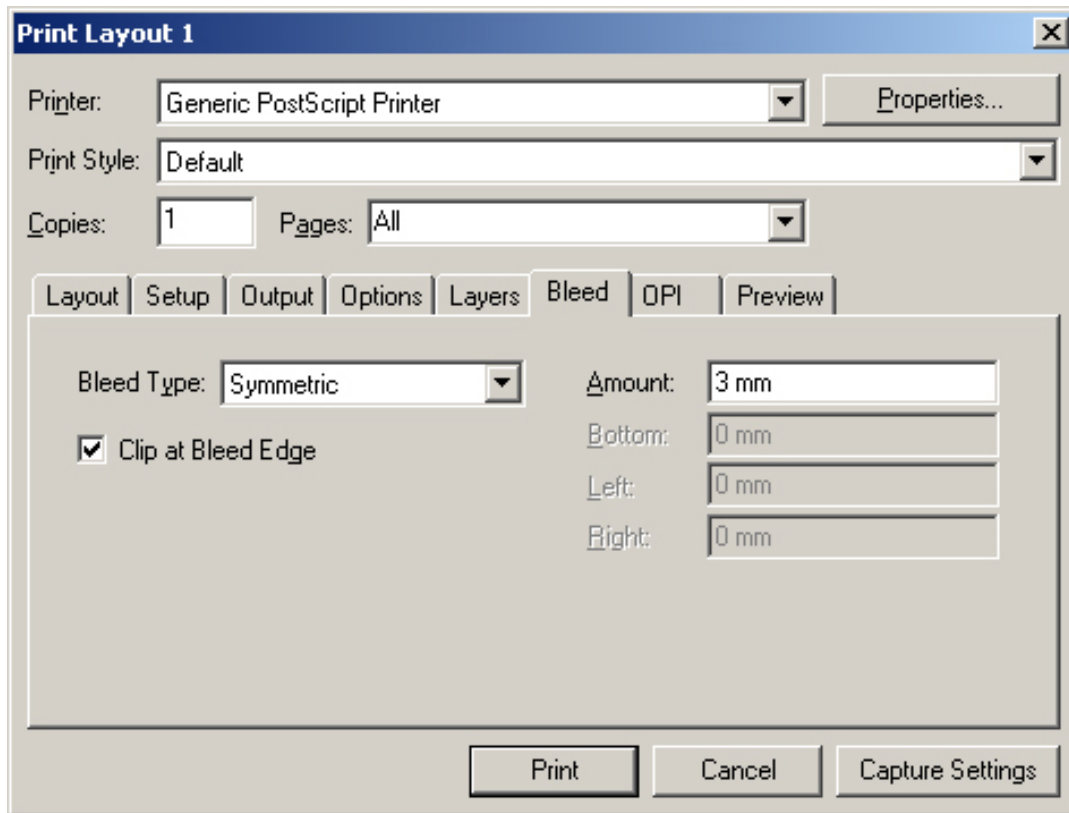 Print Layout 1
Printer: Generic PostScript Printer Properties...
Print Style: Default
Copies: 1 Pages: All
Layout Setup Output Options Layers Bleed OPI Preview
Bleed Type: Symmetric Amount: 3 mm
Clip at Bleed Edge Bottom: 0 mm
Left: 0 mm
Right: 0 mm
Print Cancel Capture Settings